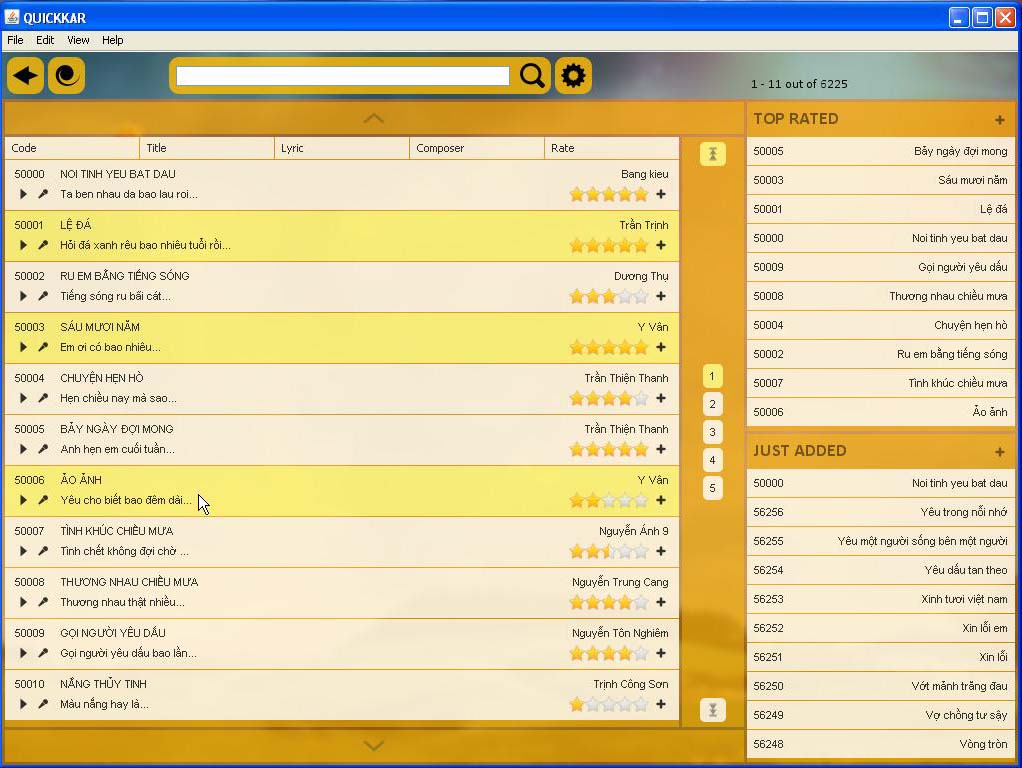 QUICKKAR
File Edit View Help
1 - 11 out of 6225
Code Title Lyric Composer Rate
50000 NOI TINH YEU BAT DAU Bang kieu
Ta ben nhau da bao lau roi...
50001 LỆ ĐÁ Trần Trịnh
Hỏi đá xanh rêu bao nhiêu tuổi rồi...
50002 RU EM BẰNG TIẾNG SÓNG Dương Thụ
Tiếng sóng ru bãi cát...
50003 SÁU MƯƠI NĂM Y Vân
Em ơi có bao nhiêu...
50004 CHUYỆN HẸN HÒ Trần Thiện Thanh
Hẹn chiều nay mà sao...
50005 BẢY NGÀY ĐỢI MONG Trần Thiện Thanh
Anh hẹn em cuối tuần...
50006 ẢO ẢNH Y Vân
Yêu cho biết bao đêm dài...
50007 TÌNH KHÚC CHIỀU MƯA Nguyễn Ánh 9
Tình chết không đợi chờ ...
50008 THƯƠNG NHAU CHIỀU MƯA Nguyễn Trung Cang
Thương nhau thật nhiều...
50009 GỌI NGƯỜI YÊU DẤU Nguyễn Tôn Nghiêm
Gọi người yêu dấu bao lần...
50010 NẮNG THỦY TINH Trịnh Công Sơn
Màu nắng hay là...
1
2
3
4
5
TOP RATED +
50005 Bảy ngày đợi mong
50003 Sáu mươi năm
50001 Lệ đá
50000 Noi tinh yeu bat dau
50009 Gọi người yêu dấu
50008 Thương nhau chiều mưa
50004 Chuyện hẹn hò
50002 Ru em bằng tiếng sóng
50007 Tình khúc chiều mưa
50006 Ảo ảnh
JUST ADDED +
50000 Noi tinh yeu bat dau
56256 Yêu trong nỗi nhớ
56255 Yêu một người sống bên một người
56254 Yêu dấu tan theo
56253 Xinh tươi việt nam
56252 Xin lỗi em
56251 Xin lỗi
56250 Vớt mảnh trăng đau
56249 Vợ chồng tư sậy
56248 Vòng tròn